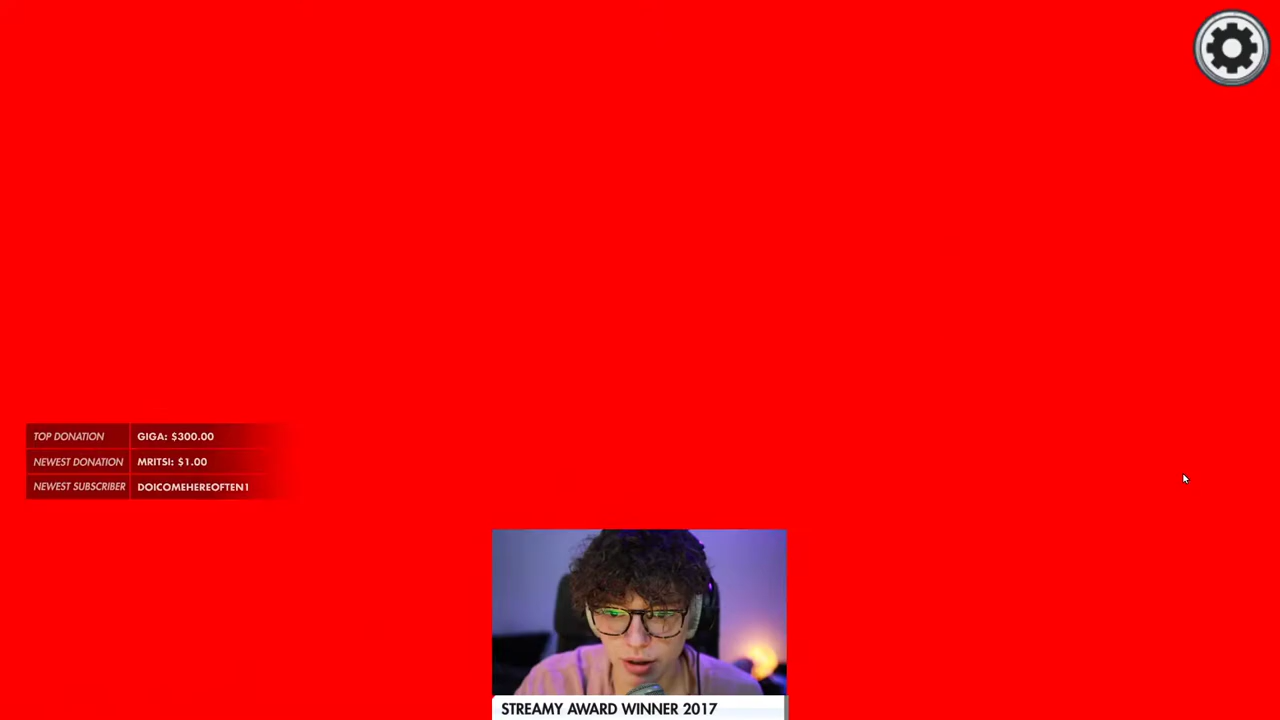 TOP DONATION GIGA: $300.00
NEWEST DONATION MRITSI: $1.00
NEWEST SUBSCRIBER DOICOMEHEREOFTEN1
STREAMY AWARD WINNER 2017